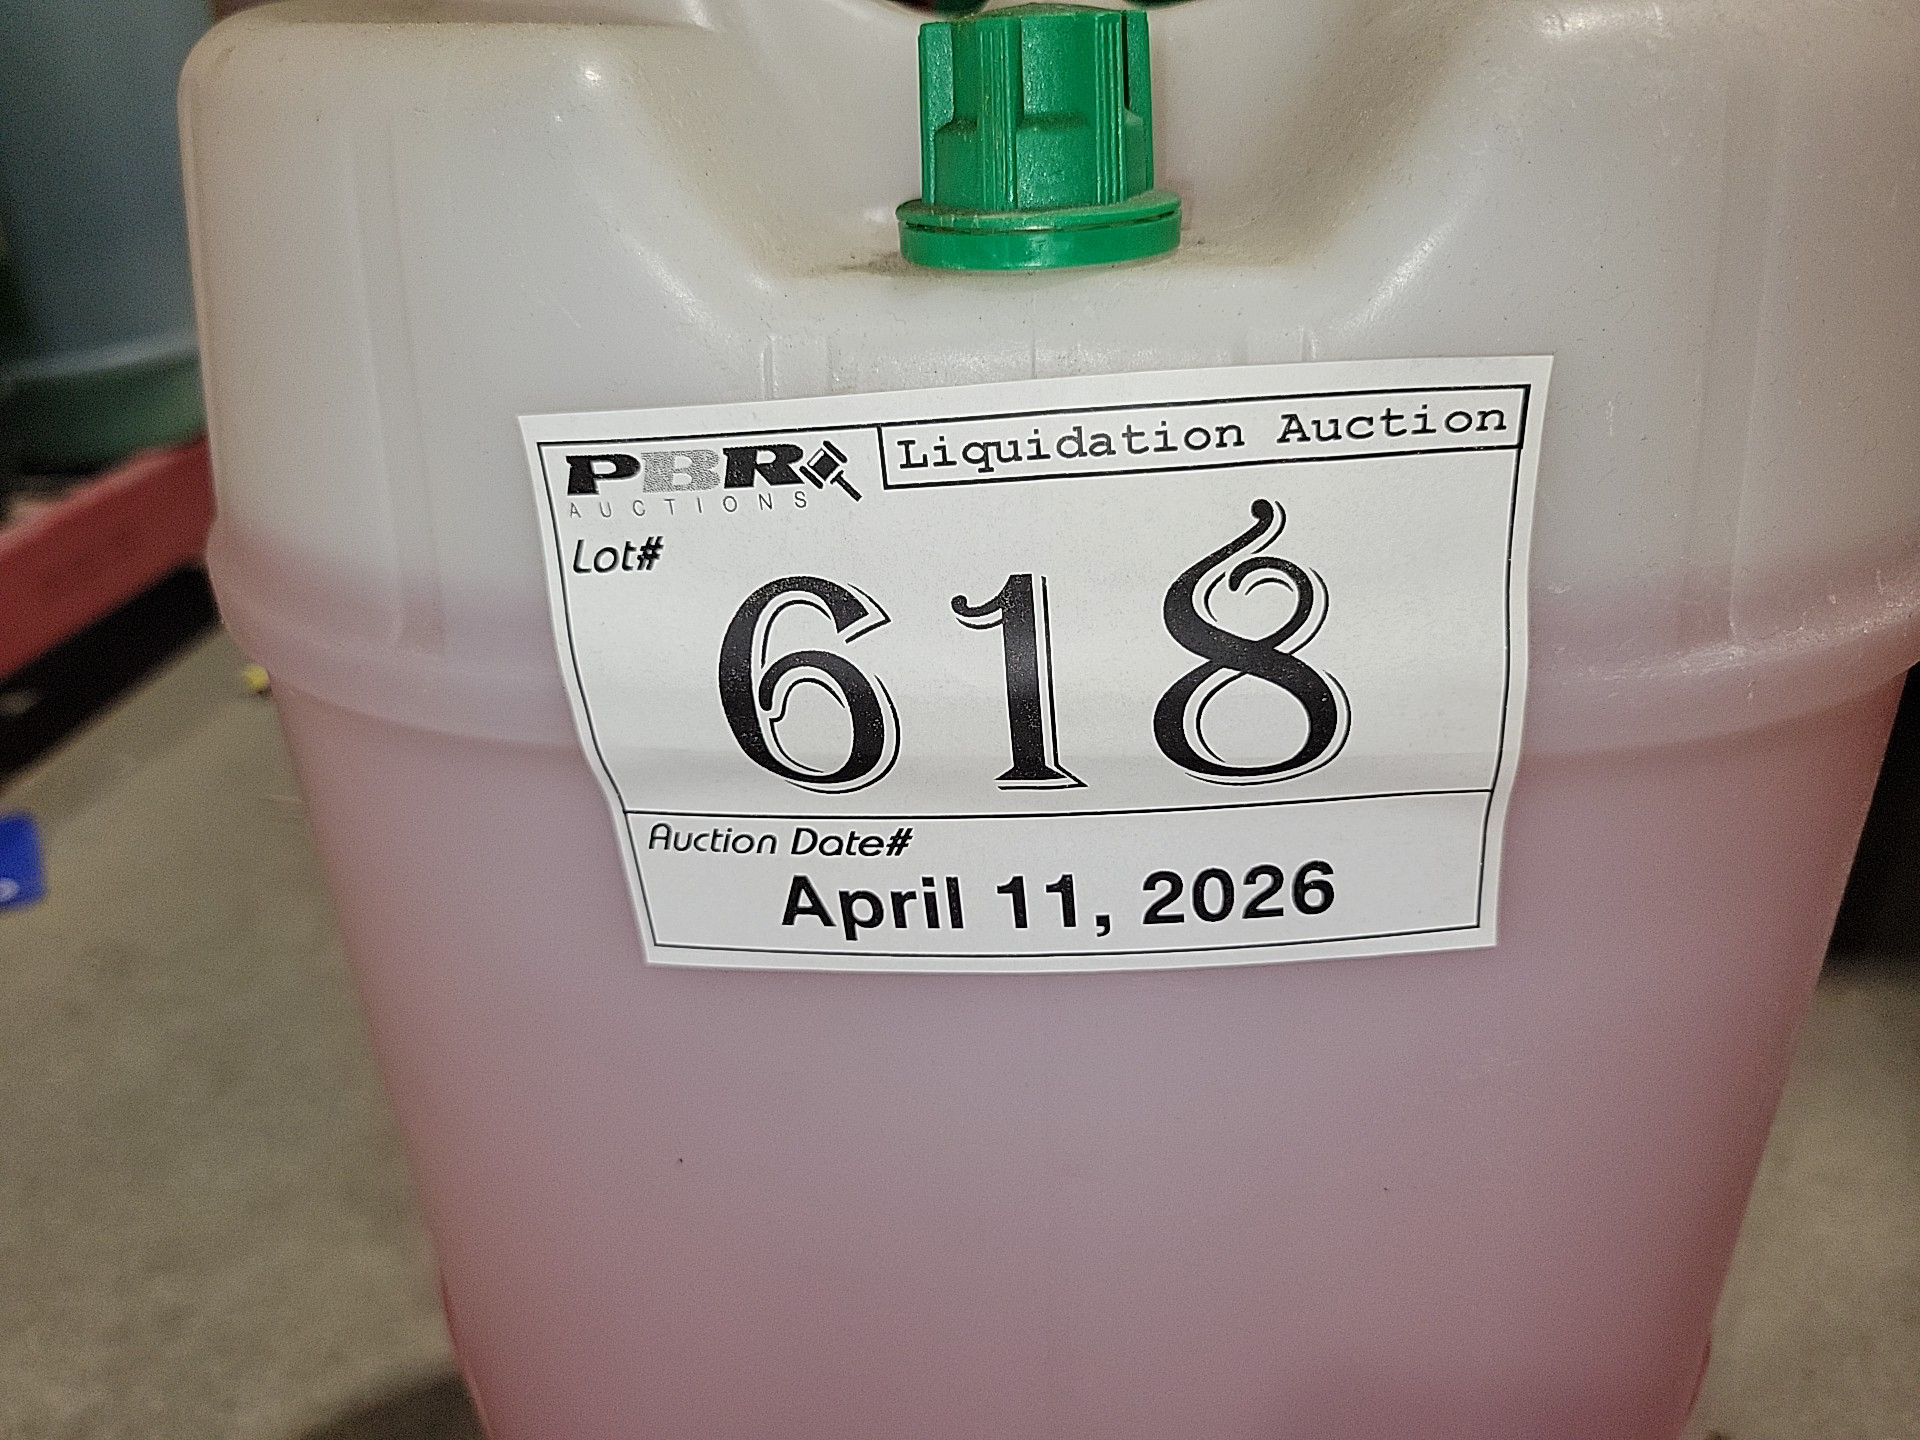 PBR
AUCTIONS
Liquidation Auction
Lot#
618
Auction Date#
April 11, 2026